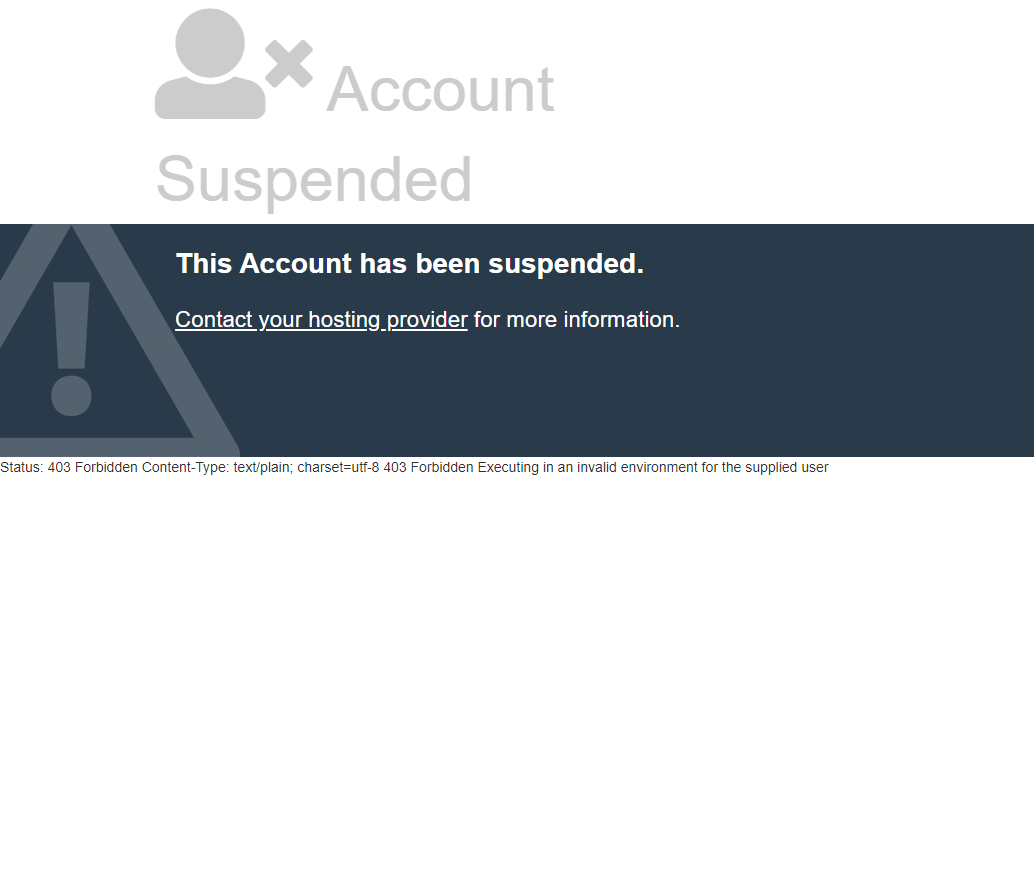 Account
Suspended
This Account has been suspended.
Contact your hosting provider for more information.
Status: 403 Forbidden Content-Type: text/plain; charset=utf-8 403 Forbidden Executing in an invalid environment for the supplied user